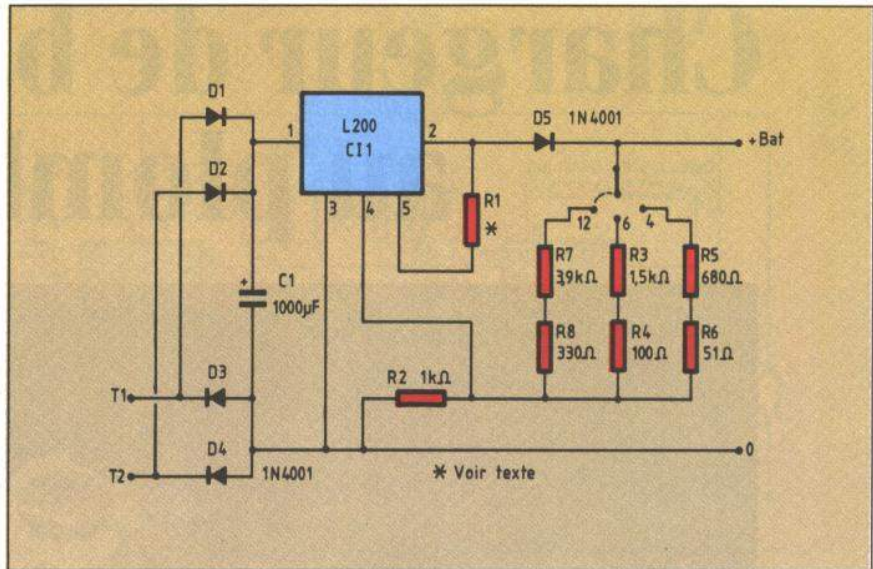 D1
D2
D3
D4
T1
T2
1N4001
C1
1000µF
+
1
L200
CI1
2
3
4
5
R1
*
D5
1N4001
+Bat
12
6
4
R7
3,9kΩ
R3
1,5kΩ
R5
680Ω
R8
330Ω
R4
100Ω
R6
51Ω
R2 1kΩ
0
* Voir texte